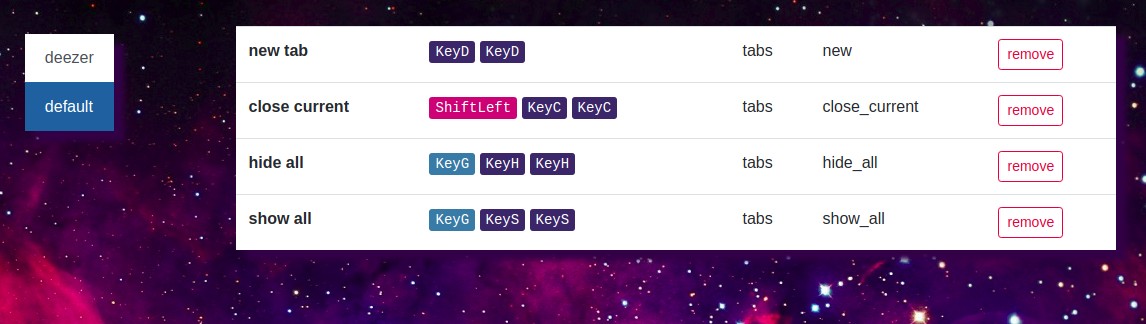 deezer
default
new tab KeyD KeyD tabs new remove
close current ShiftLeft KeyC KeyC tabs close_current remove
hide all KeyG KeyH KeyH tabs hide_all remove
show all KeyG KeyS KeyS tabs show_all remove